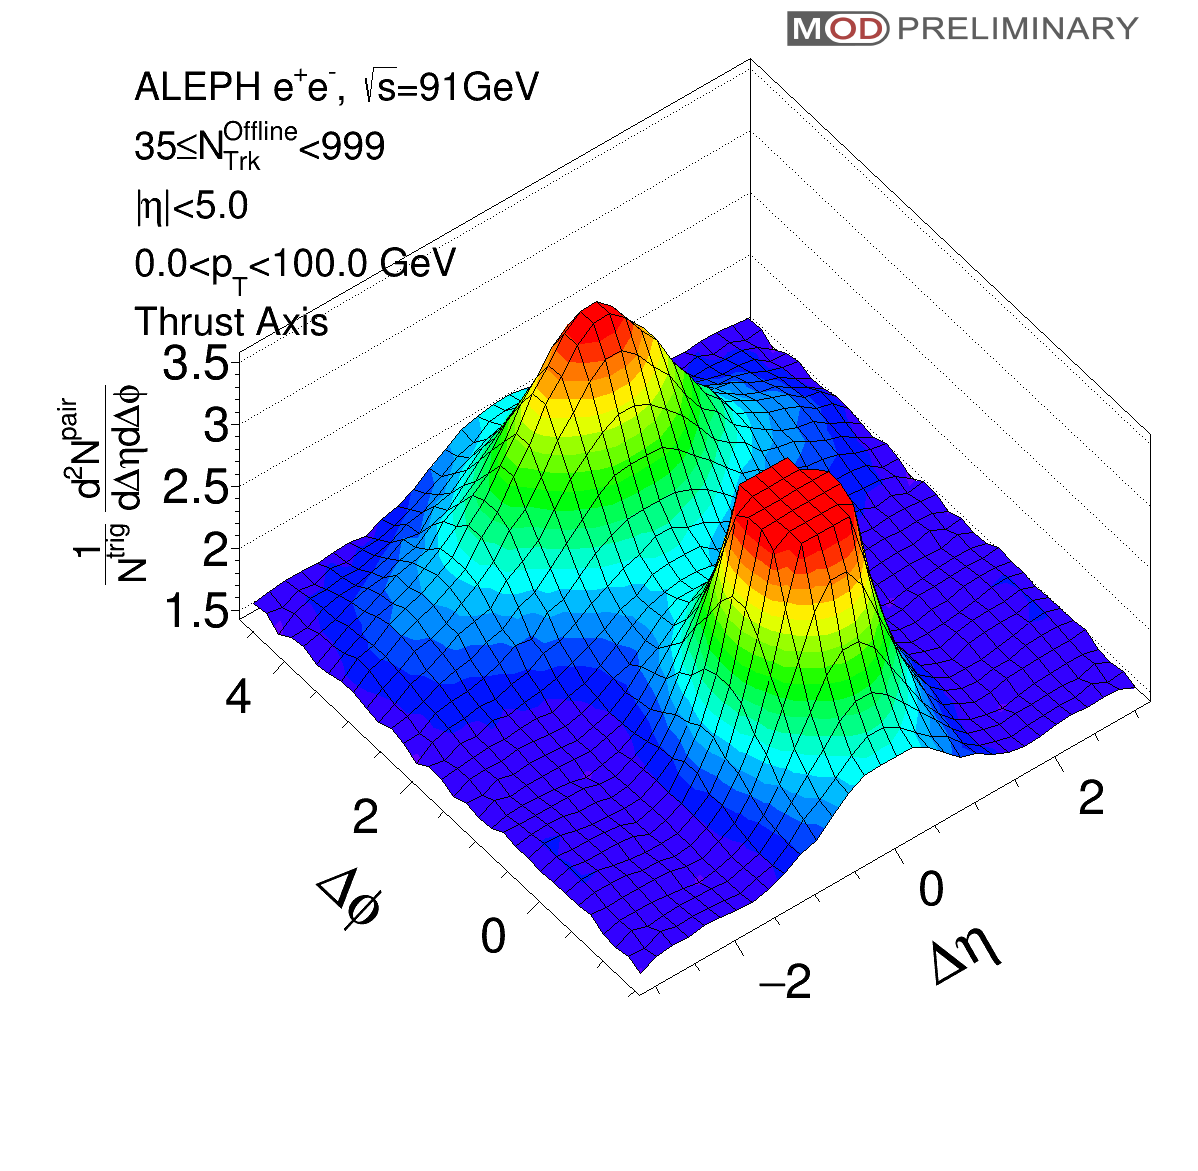 MOD PRELIMINARY
ALEPH e⁺e⁻, √s=91GeV
35≤N_Trk^Offline<999
|η|<5.0
0.0<p_T<100.0 GeV
Thrust Axis
1/N^trig d²N^pair/dΔηdΔϕ
3.5
3
2.5
2
1.5
4
2
0
Δϕ
−2
0
2
Δη